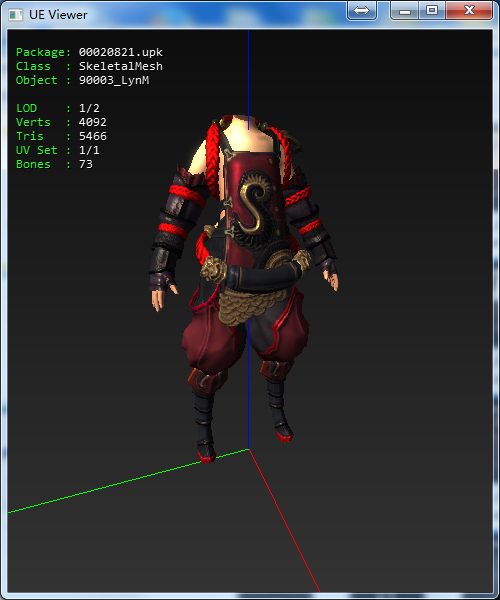 UE Viewer
Package: 00020821.upk
Class : SkeletalMesh
Object : 90003_LynM
LOD : 1/2
Verts : 4092
Tris : 5466
UV Set : 1/1
Bones : 73